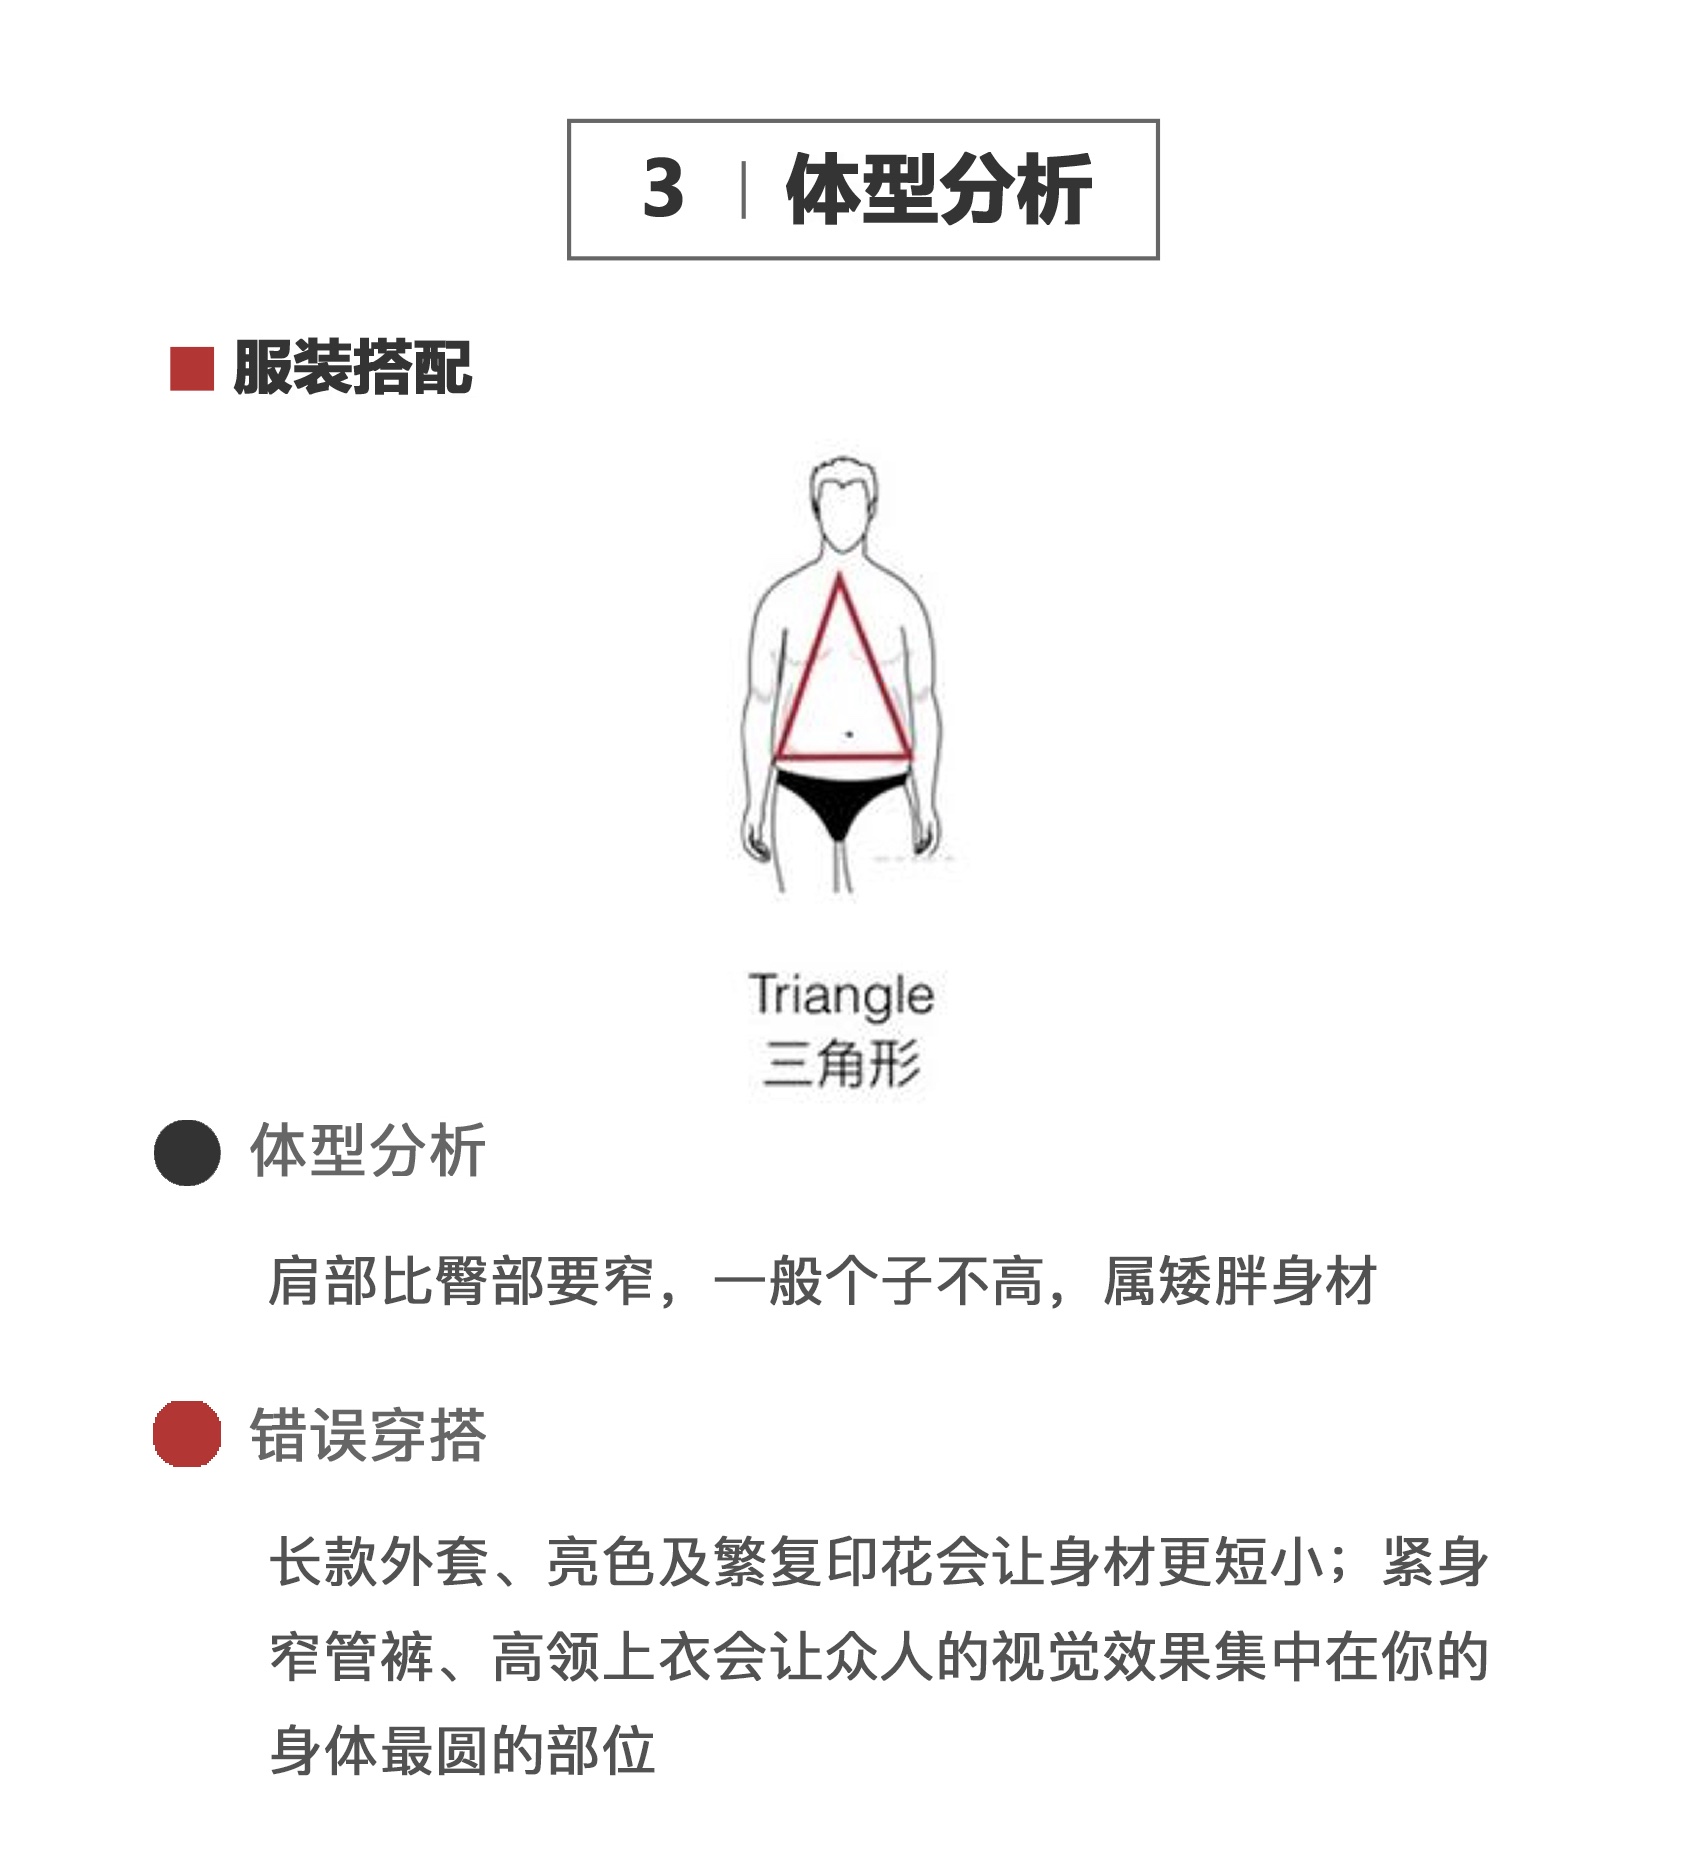 3 | 体型分析
服装搭配
Triangle
三角形
体型分析
肩部比臀部要窄，一般个子不高，属矮胖身材
错误穿搭
长款外套、亮色及繁复印花会让身材更短小；紧身
窄管裤、高领上衣会让众人的视觉效果集中在你的
身体最圆的部位